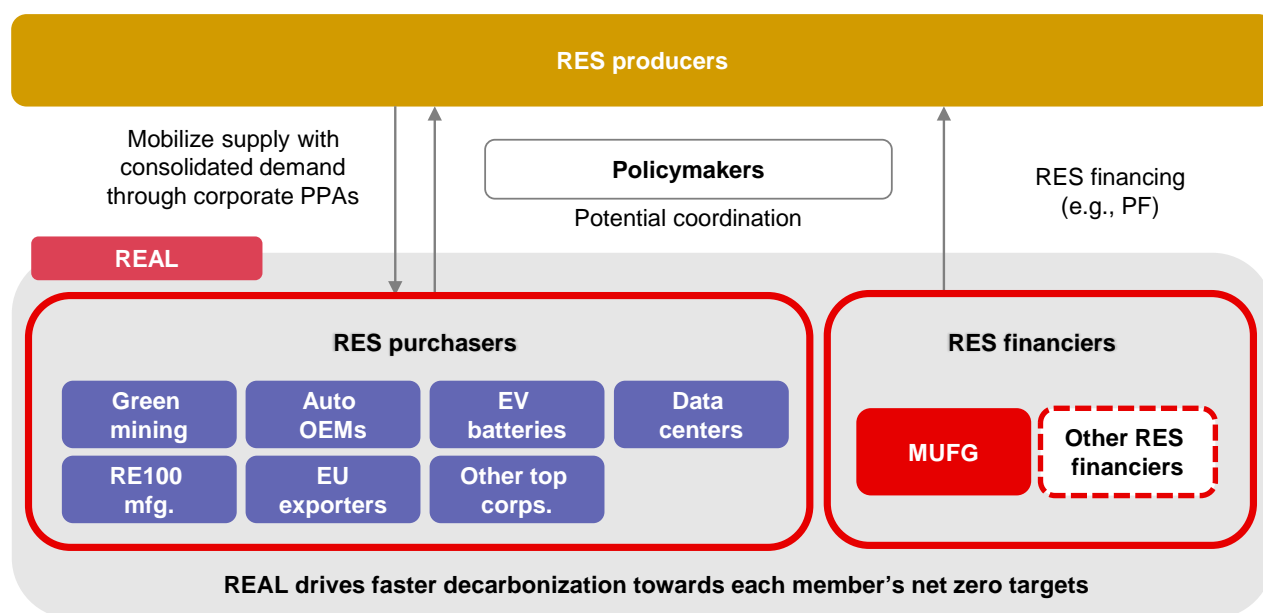 RES producers
Mobilize supply with
consolidated demand
through corporate PPAs
Policymakers
Potential coordination
RES financing
(e.g., PF)
REAL
RES purchasers
Green
mining
Auto
OEMs
EV
batteries
Data
centers
RE100
mfg.
EU
exporters
Other top
corps.
RES financiers
MUFG
Other RES
financiers
REAL drives faster decarbonization towards each member’s net zero targets